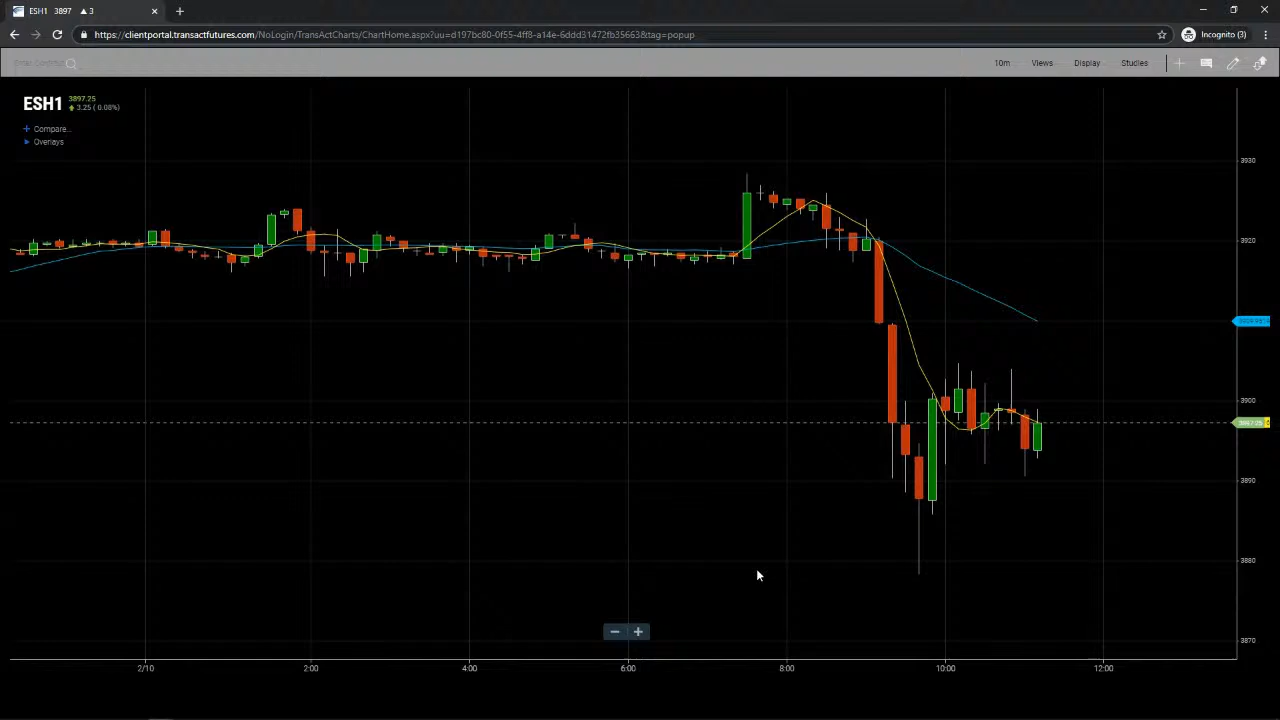 ESH1 3897 ▲3
https://clientportal.transactfutures.com/NoLogin/TransActCharts/ChartHome.aspx?uu=d197bc80-0f55-4ff8-a14e-6ddd31472fb35663&tag=popup
Incognito (3)
10m Views Display Studies
ESH1 3897.25
3.25 ( 0.08%)
Compare...
Overlays
3930
3920
3900
3897.25
3890
3880
3870
2/10 2:00 4:00 6:00 8:00 10:00 12:00